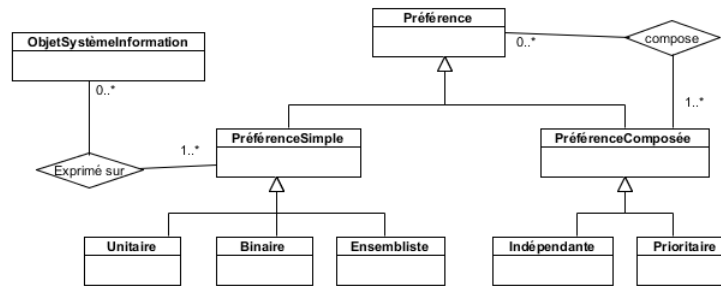 Préférence
ObjetSystèmeInformation
0..*
compose
0..*
1..*
PréférenceSimple
PréférenceComposée
1..*
Exprimé sur
Unitaire
Binaire
Ensembliste
Indépendante
Prioritaire